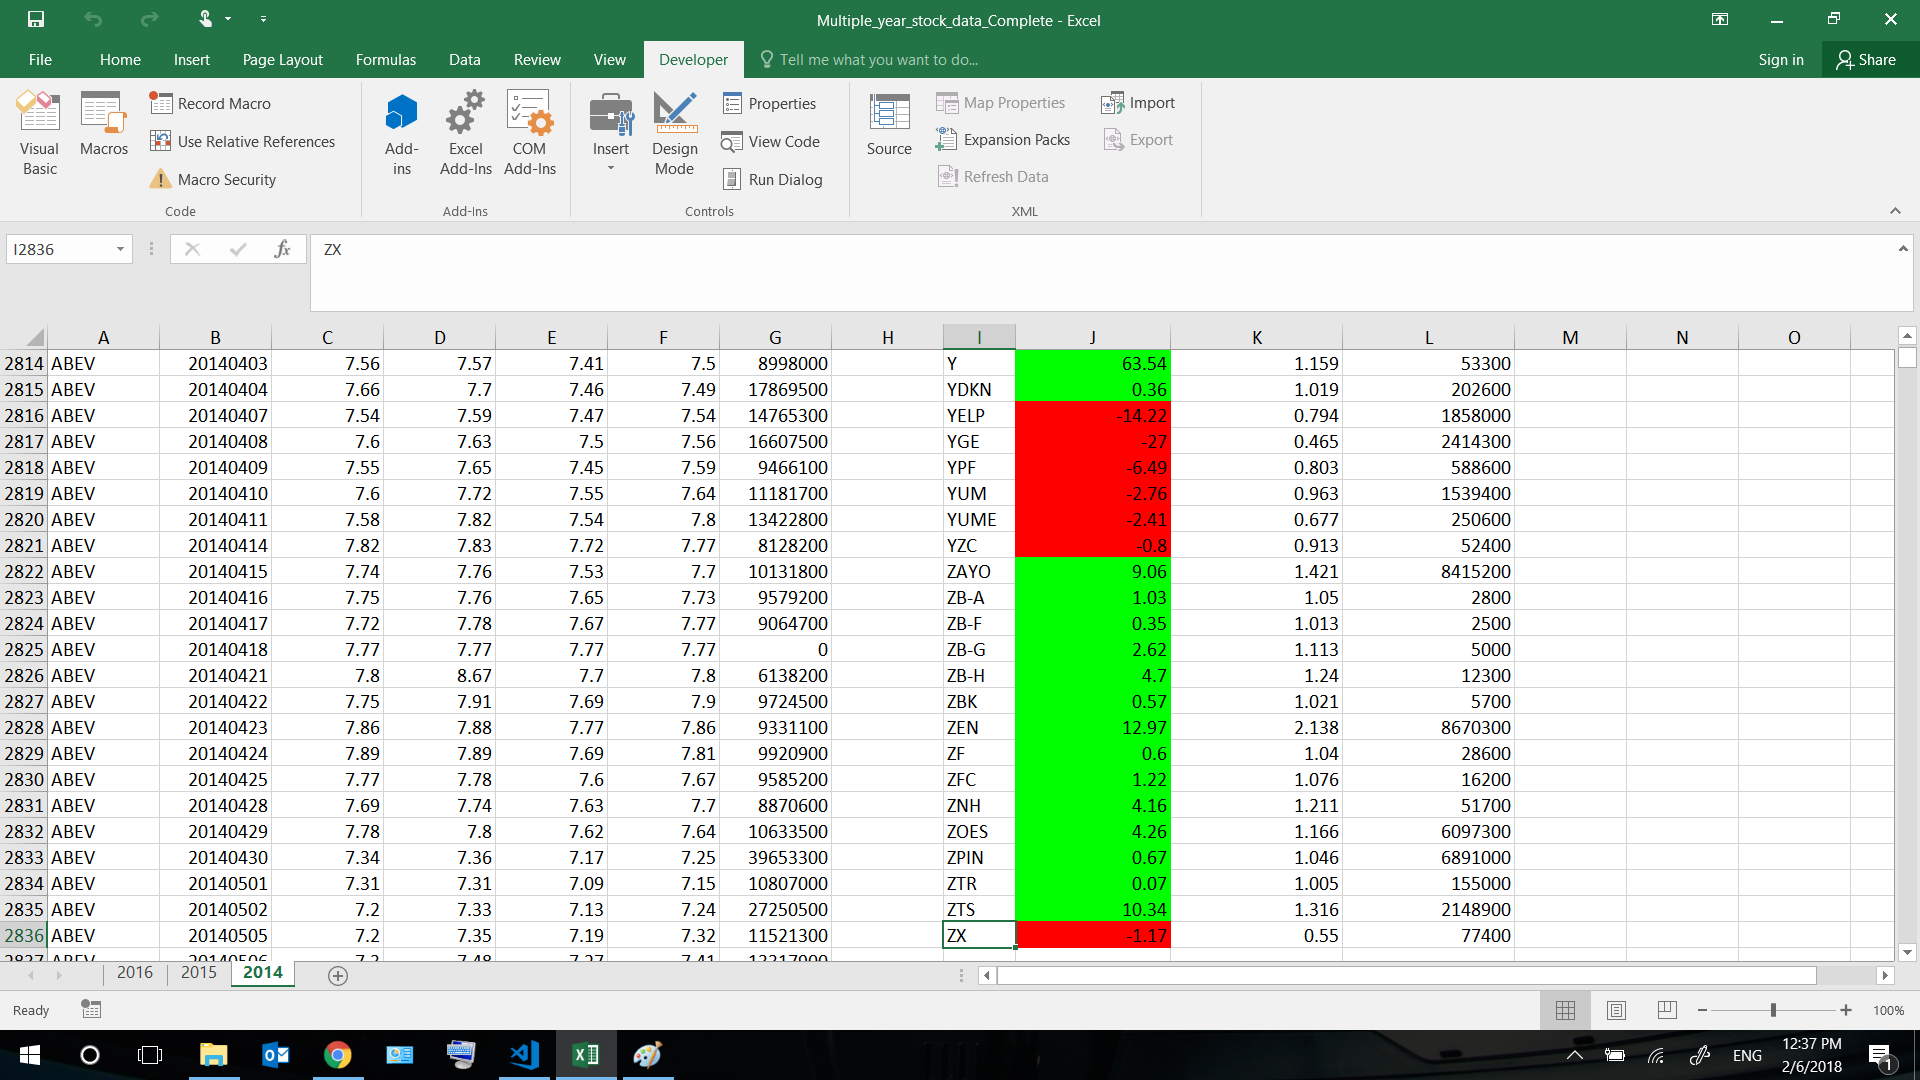 Multiple_year_stock_data_Complete - Excel
File Home Insert Page Layout Formulas Data Review View Developer Tell me what you want to do... Sign in Share
Visual Basic
Macros
Record Macro
Use Relative References
Macro Security
Code
Add-ins
Excel Add-Ins
COM Add-Ins
Add-Ins
Insert
Design Mode
Properties
View Code
Run Dialog
Controls
Source
Map Properties
Expansion Packs
Refresh Data
Import
Export
XML
I2836 fx ZX
A B C D E F G H I J K L M N O
2814 ABEV 20140403 7.56 7.57 7.41 7.5 8998000 Y 63.54 1.159 53300
2815 ABEV 20140404 7.66 7.7 7.46 7.49 17869500 YDKN 0.36 1.019 202600
2816 ABEV 20140407 7.54 7.59 7.47 7.54 14765300 YELP -14.22 0.794 1858000
2817 ABEV 20140408 7.6 7.63 7.5 7.56 16607500 YGE -27 0.465 2414300
2818 ABEV 20140409 7.55 7.65 7.45 7.59 9466100 YPF -6.49 0.803 588600
2819 ABEV 20140410 7.6 7.72 7.55 7.64 11181700 YUM -2.76 0.963 1539400
2820 ABEV 20140411 7.58 7.82 7.54 7.8 13422800 YUME -2.41 0.677 250600
2821 ABEV 20140414 7.82 7.83 7.72 7.77 8128200 YZC -0.8 0.913 52400
2822 ABEV 20140415 7.74 7.76 7.53 7.7 10131800 ZAYO 9.06 1.421 8415200
2823 ABEV 20140416 7.75 7.76 7.65 7.73 9579200 ZB-A 1.03 1.05 2800
2824 ABEV 20140417 7.72 7.78 7.67 7.77 9064700 ZB-F 0.35 1.013 2500
2825 ABEV 20140418 7.77 7.77 7.77 7.77 0 ZB-G 2.62 1.113 5000
2826 ABEV 20140421 7.8 8.67 7.7 7.8 6138200 ZB-H 4.7 1.24 12300
2827 ABEV 20140422 7.75 7.91 7.69 7.9 9724500 ZBK 0.57 1.021 5700
2828 ABEV 20140423 7.86 7.88 7.77 7.86 9331100 ZEN 12.97 2.138 8670300
2829 ABEV 20140424 7.89 7.89 7.69 7.81 9920900 ZF 0.6 1.04 28600
2830 ABEV 20140425 7.77 7.78 7.6 7.67 9585200 ZFC 1.22 1.076 16200
2831 ABEV 20140428 7.69 7.74 7.63 7.7 8870600 ZNH 4.16 1.211 51700
2832 ABEV 20140429 7.78 7.8 7.62 7.64 10633500 ZOES 4.26 1.166 6097300
2833 ABEV 20140430 7.34 7.36 7.17 7.25 39653300 ZPIN 0.67 1.046 6891000
2834 ABEV 20140501 7.31 7.31 7.09 7.15 10807000 ZTR 0.07 1.005 155000
2835 ABEV 20140502 7.2 7.33 7.13 7.24 27250500 ZTS 10.34 1.316 2148900
2836 ABEV 20140505 7.2 7.35 7.19 7.32 11521300 ZX -1.17 0.55 77400
2016 2015 2014
Ready 100%
ENG 12:37 PM
2/6/2018 1